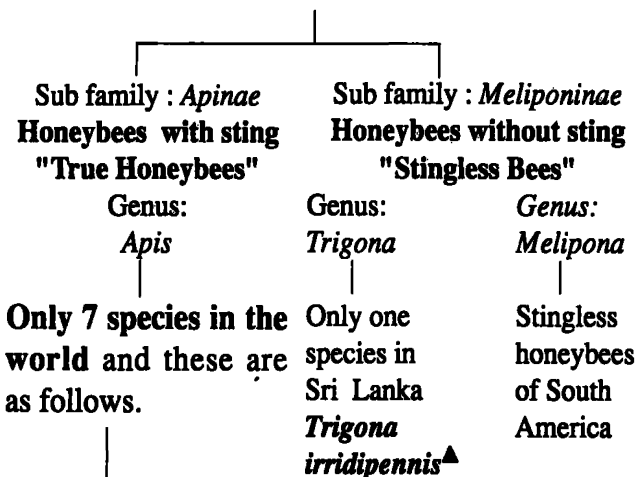 Sub family : Apinae
Honeybees with sting
"True Honeybees"
Genus:
Apis
Only 7 species in the
world and these are
as follows.
Sub family : Meliponinae
Honeybees without sting
"Stingless Bees"
Genus:
Trigona
Only one
species in
Sri Lanka
Trigona
irridipennis▲
Genus:
Melipona
Stingless
honeybees
of South
America